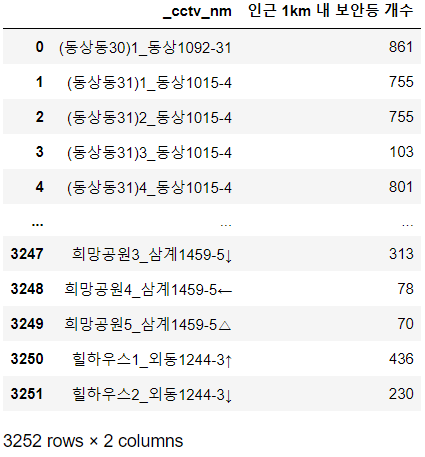 _cctv_nm 인근 1km 내 보안등 개수
0 (동상동30)1_동상1092-31 861
1 (동상동31)1_동상1015-4 755
2 (동상동31)2_동상1015-4 755
3 (동상동31)3_동상1015-4 103
4 (동상동31)4_동상1015-4 801
... ... ...
3247 희망공원3_삼계1459-5↓ 313
3248 희망공원4_삼계1459-5← 78
3249 희망공원5_삼계1459-5△ 70
3250 힐하우스1_외동1244-3↑ 436
3251 힐하우스2_외동1244-3↓ 230
3252 rows × 2 columns